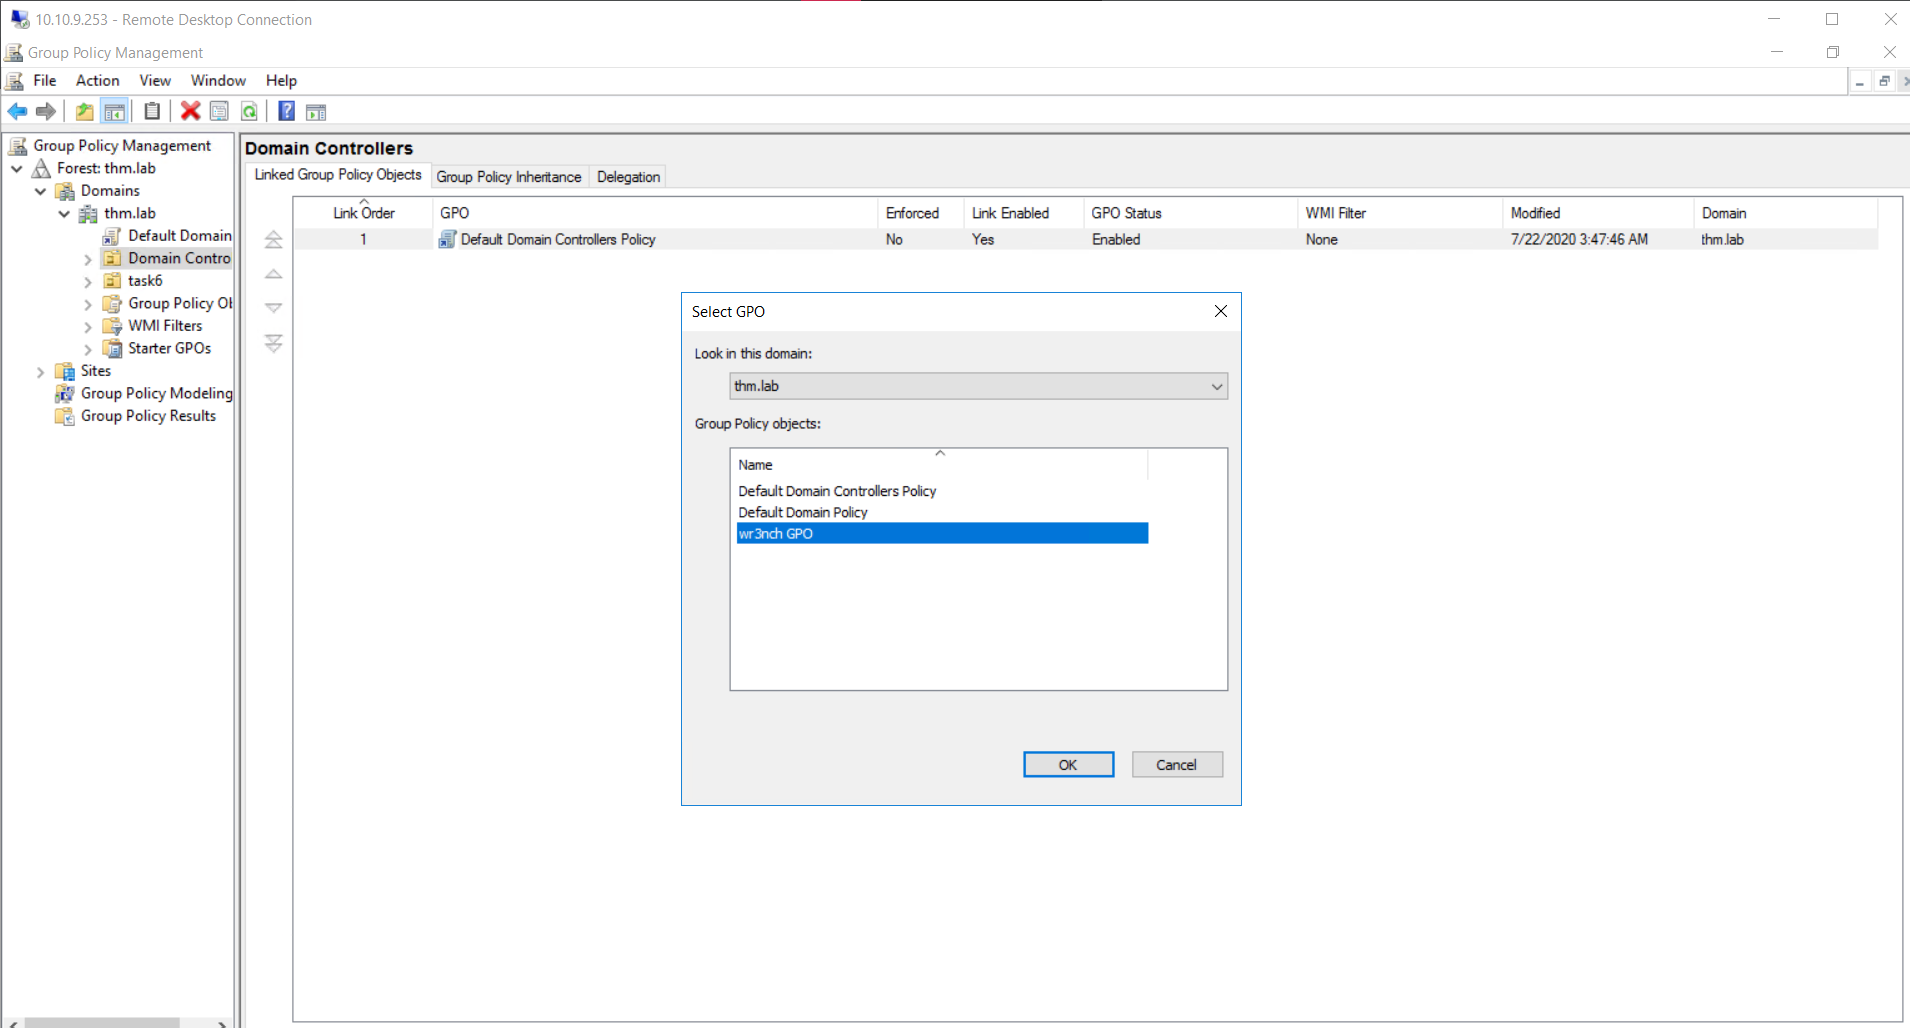 10.10.9.253 - Remote Desktop Connection
Group Policy Management
File Action View Window Help
Group Policy Management
Forest: thm.lab
Domains
thm.lab
Default Domain
Domain Contro
task6
Group Policy Ob
WMI Filters
Starter GPOs
Sites
Group Policy Modeling
Group Policy Results
Domain Controllers
Linked Group Policy Objects Group Policy Inheritance Delegation
Link Order GPO Enforced Link Enabled GPO Status WMI Filter Modified Domain
1 Default Domain Controllers Policy No Yes Enabled None 7/22/2020 3:47:46 AM thm.lab
Select GPO
Look in this domain:
thm.lab
Group Policy objects:
Name
Default Domain Controllers Policy
Default Domain Policy
wr3nch GPO
OK Cancel